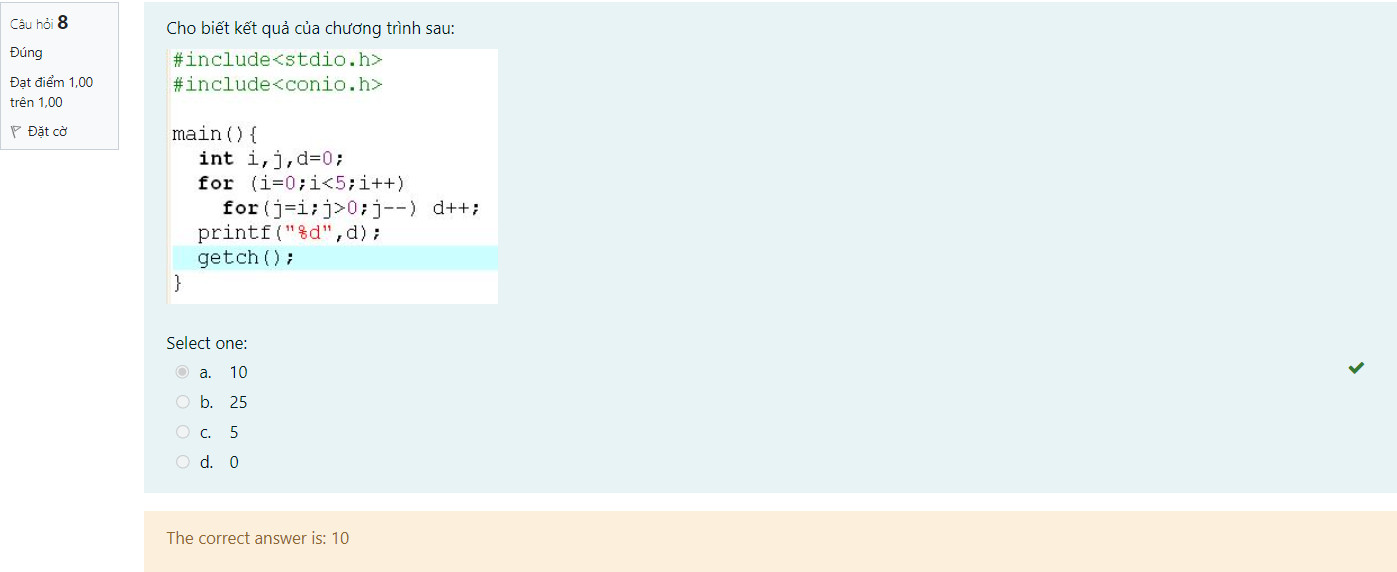 Câu hỏi 8
Đúng
Đạt điểm 1,00
trên 1,00
Đặt cờ
Cho biết kết quả của chương trình sau:
#include<stdio.h>
#include<conio.h>
main(){
int i,j,d=0;
for (i=0;i<5;i++)
for(j=i;j>0;j--) d++;
printf("%d",d);
getch();
}
Select one:
a. 10
b. 25
c. 5
d. 0
The correct answer is: 10